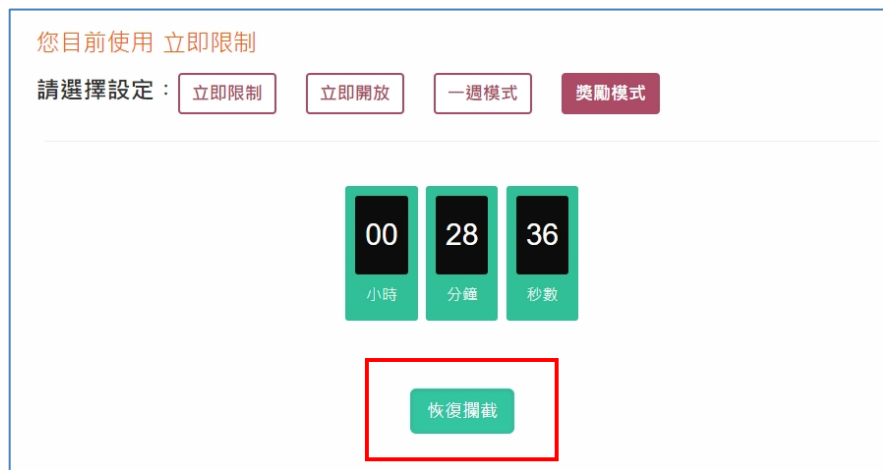 您目前使用 立即限制
請選擇設定： 立即限制 立即開放 一週模式 獎勵模式
00 28 36
小時 分鐘 秒數
恢復攔截